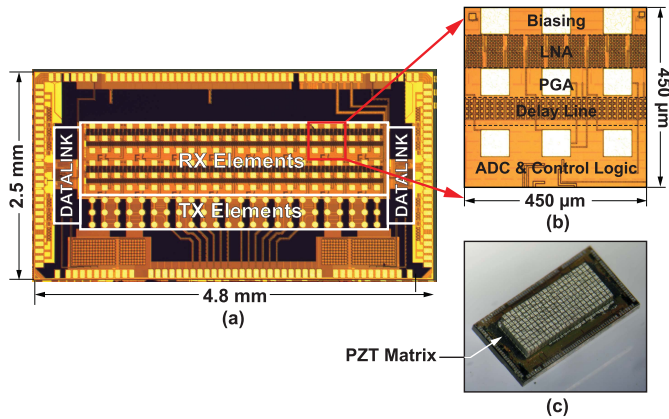 2.5 mm
DATALINK
RX Elements
TX Elements
DATALINK
4.8 mm
(a)
Biasing
LNA
PGA
Delay Line
ADC & Control Logic
450 µm
450 µm
(b)
PZT Matrix
(c)